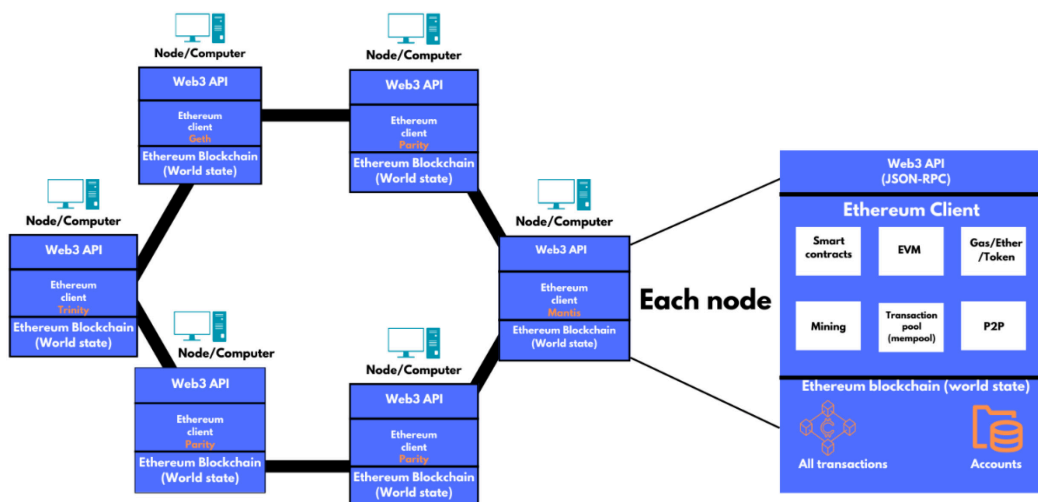 Node/Computer
Web3 API
Ethereum
client
Geth
Ethereum Blockchain
(World state)
Node/Computer
Web3 API
Ethereum
client
Parity
Ethereum Blockchain
(World state)
Node/Computer
Web3 API
Ethereum
client
Trinity
Ethereum Blockchain
(World state)
Node/Computer
Web3 API
Ethereum
client
Parity
Ethereum Blockchain
(World state)
Node/Computer
Web3 API
Ethereum
client
Parity
Ethereum Blockchain
(World state)
Node/Computer
Web3 API
Ethereum
client
Mantis
Ethereum Blockchain
(World state)
Each node
Web3 API
(JSON-RPC)
Ethereum Client
Smart
contracts
EVM
Gas/Ether
/Token
Mining
Transaction
pool
(mempool)
P2P
Ethereum blockchain (world state)
C
All transactions
Accounts